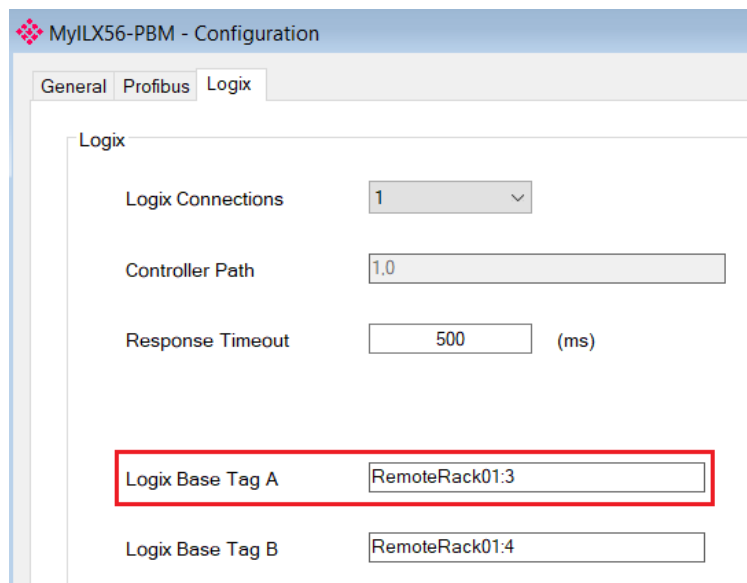 MyILX56-PBM - Configuration
General Profibus Logix
Logix
Logix Connections 1
Controller Path 1,0
Response Timeout 500 (ms)
Logix Base Tag A RemoteRack01:3
Logix Base Tag B RemoteRack01:4